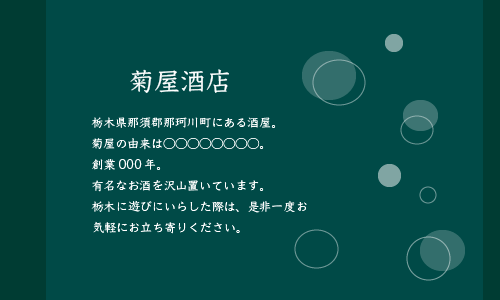 菊屋酒店
栃木県那須郡那珂川町にある酒屋。
菊屋の由来は〇〇〇〇〇〇〇〇。
創業 000 年。
有名なお酒を沢山置いています。
栃木に遊びにいらした際は、是非一度お
気軽にお立ち寄りください。